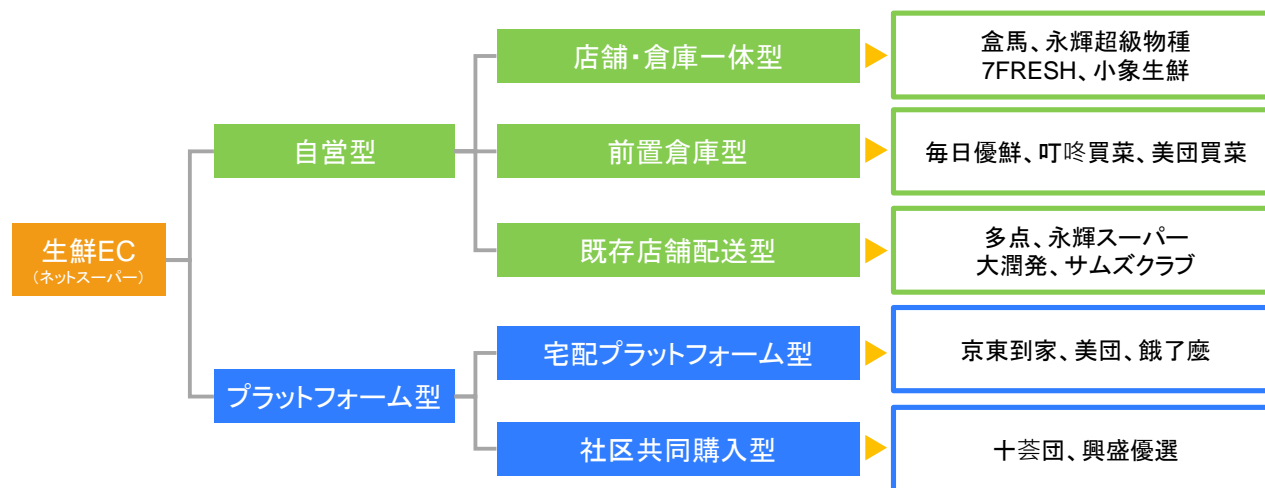 生鮮EC
(ネットスーパー)
自営型
店舗・倉庫一体型
盒馬、永輝超級物種
7FRESH、小象生鮮
前置倉庫型
毎日優鮮、叮咚買菜、美団買菜
既存店舗配送型
多点、永輝スーパー
大潤発、サムズクラブ
プラットフォーム型
宅配プラットフォーム型
京東到家、美団、餓了麽
社区共同購入型
十荟団、興盛優選